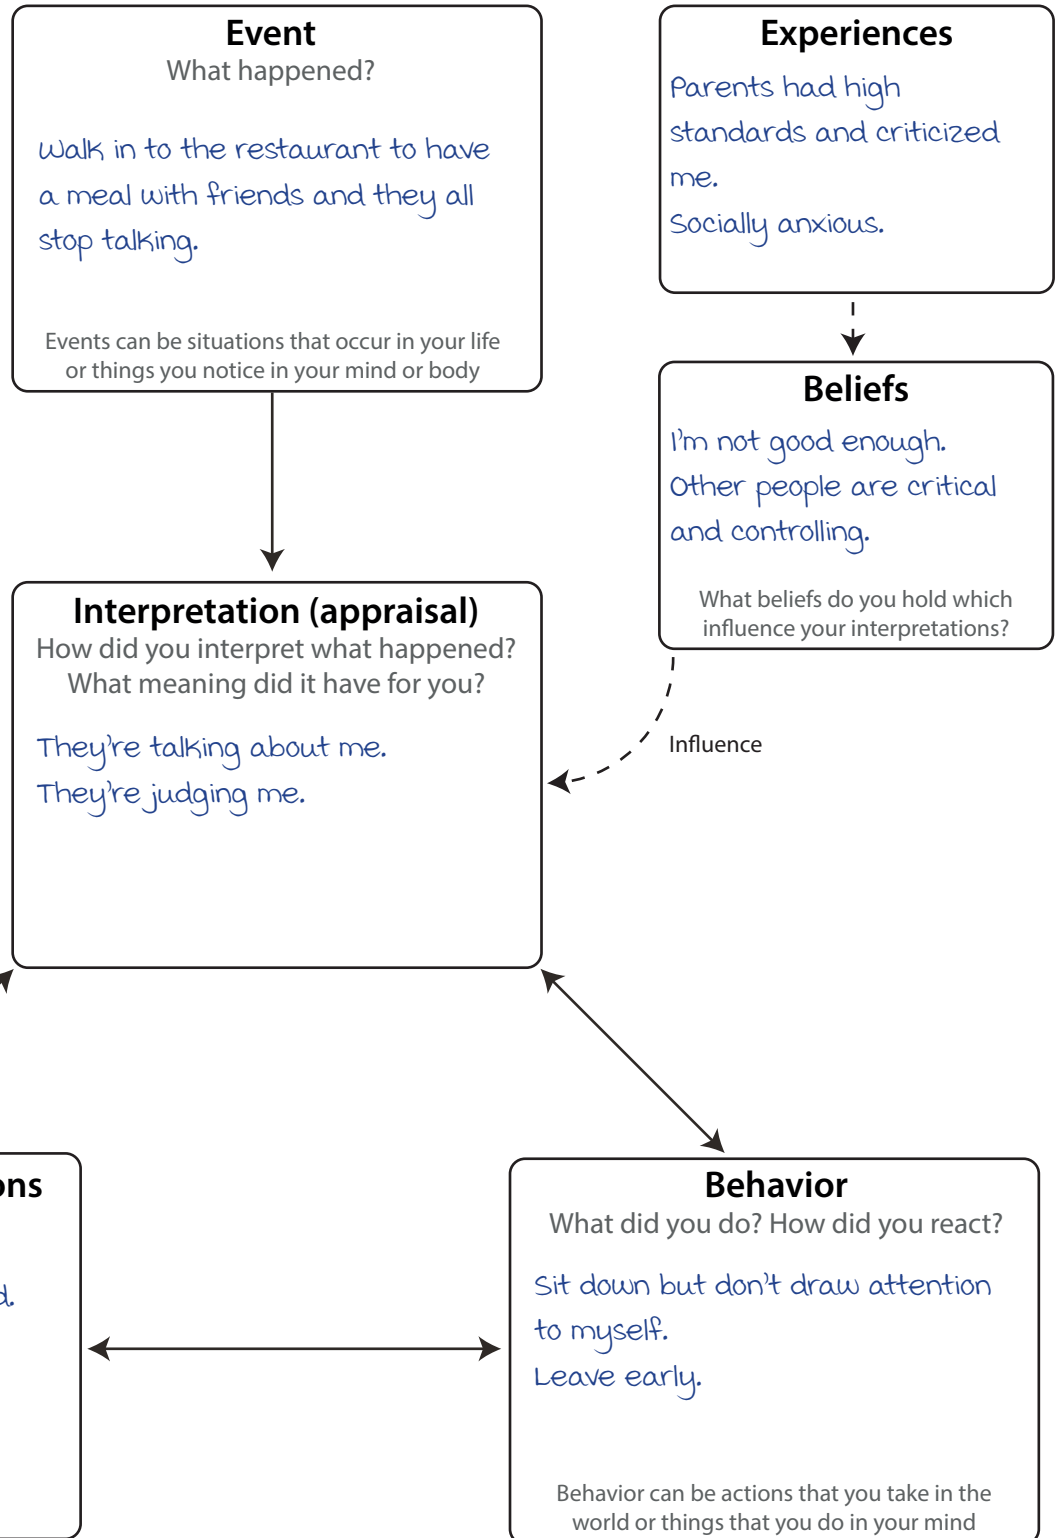 Event
What happened?
Walk in to the restaurant to have
a meal with friends and they all
stop talking.
Events can be situations that occur in your life
or things you notice in your mind or body
Experiences
Parents had high
standards and criticized
me.
Socially anxious.
Beliefs
I'm not good enough.
Other people are critical
and controlling.
What beliefs do you hold which
influence your interpretations?
Influence
Interpretation (appraisal)
How did you interpret what happened?
What meaning did it have for you?
They're talking about me.
They're judging me.
Behavior
What did you do? How did you react?
Sit down but don't draw attention
to myself.
Leave early.
Behavior can be actions that you take in the
world or things that you do in your mind